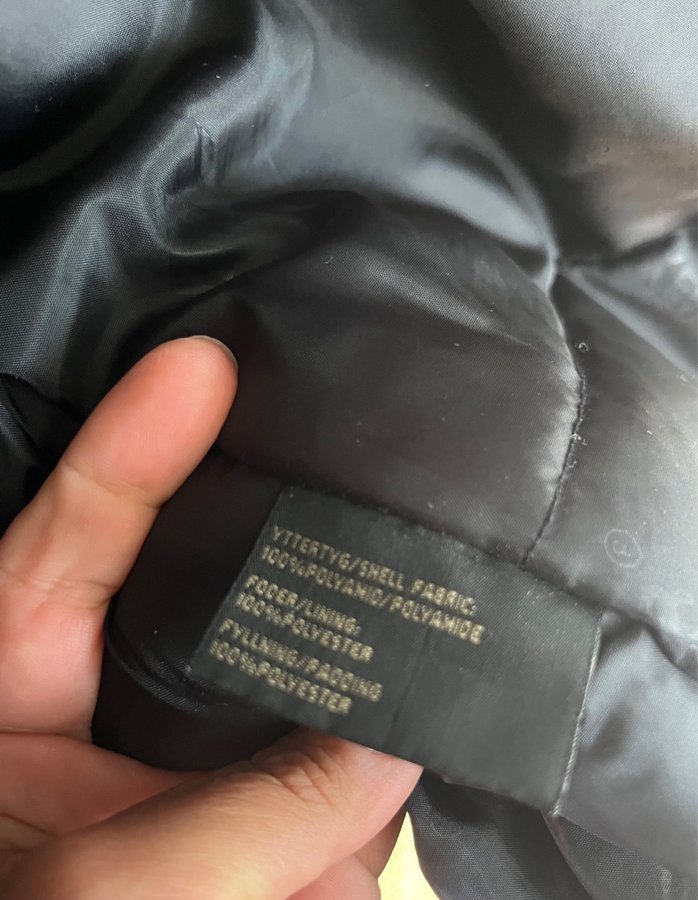 YTTERTYG/SHELL FABRIC:
100%POLYAMID/POLYAMIDE
FODER/LINING:
100%POLYESTER
FYLLNING/PADDING
100%POLYESTER